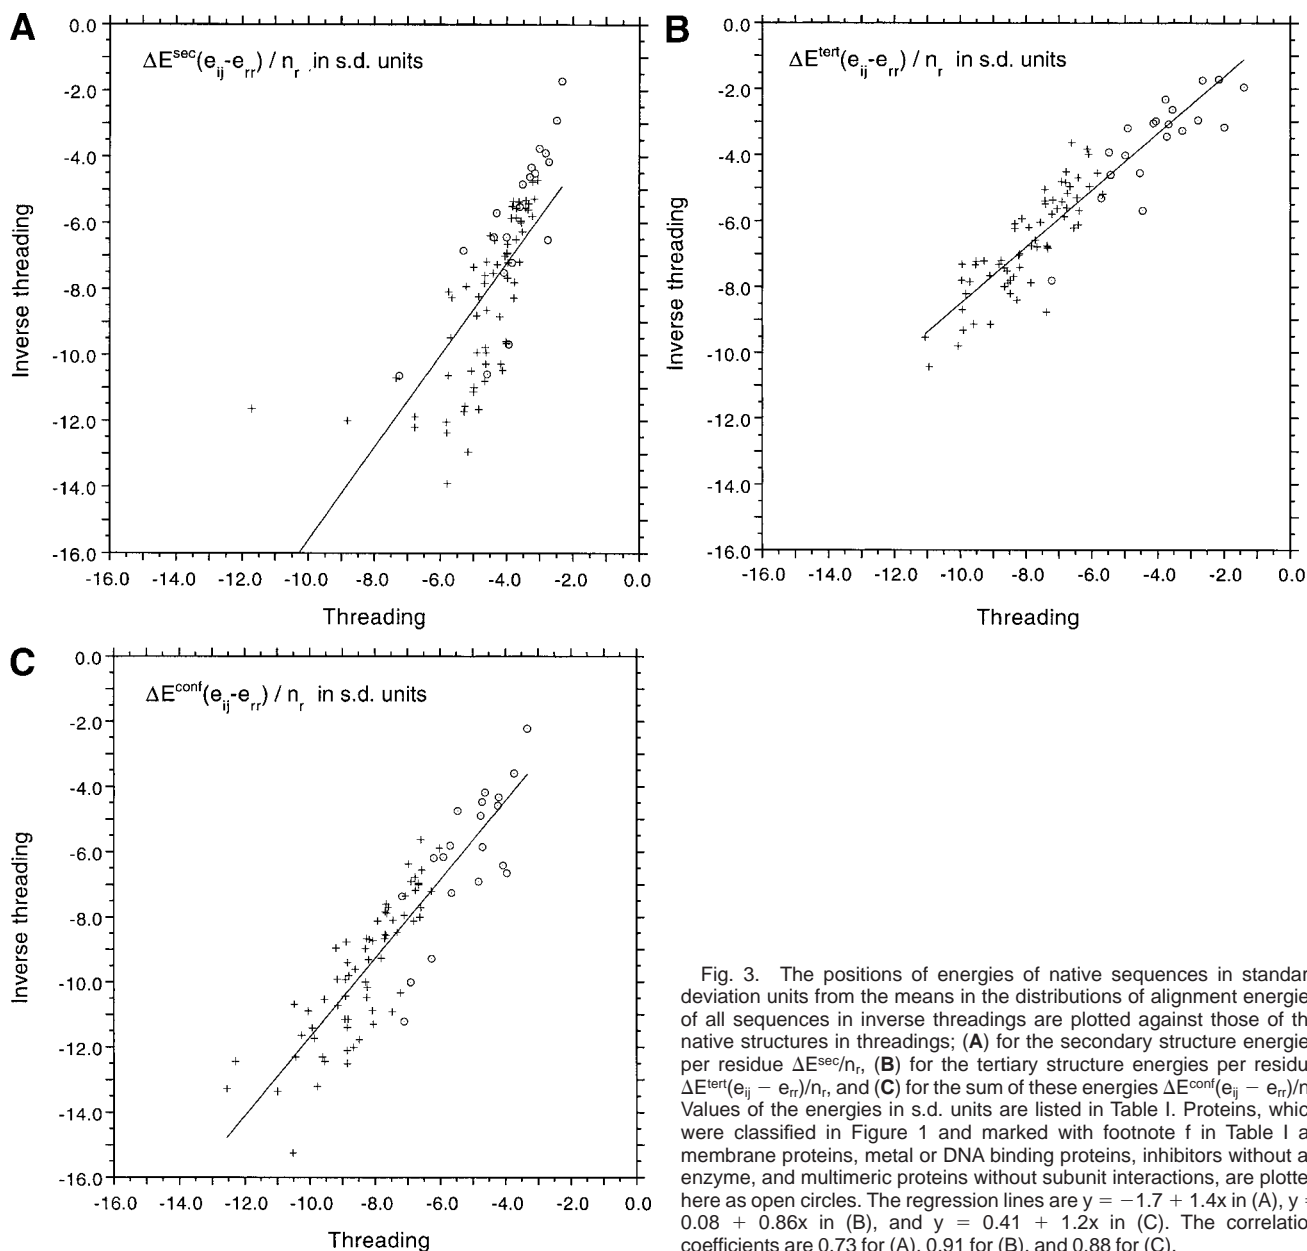 A
ΔE^sec(e_ij-e_rr) / n_r in s.d. units
0.0
-2.0
-4.0
-6.0
-8.0
-10.0
-12.0
-14.0
-16.0
Inverse threading
-16.0 -14.0 -12.0 -10.0 -8.0 -6.0 -4.0 -2.0 0.0
Threading
B
ΔE^tert(e_ij-e_rr) / n_r in s.d. units
0.0
-2.0
-4.0
-6.0
-8.0
-10.0
-12.0
-14.0
-16.0
Inverse threading
-16.0 -14.0 -12.0 -10.0 -8.0 -6.0 -4.0 -2.0 0.0
Threading
C
ΔE^conf(e_ij-e_rr) / n_r in s.d. units
0.0
-2.0
-4.0
-6.0
-8.0
-10.0
-12.0
-14.0
-16.0
Inverse threading
-16.0 -14.0 -12.0 -10.0 -8.0 -6.0 -4.0 -2.0 0.0
Threading
Fig. 3. The positions of energies of native sequences in standar
deviation units from the means in the distributions of alignment energie
of all sequences in inverse threadings are plotted against those of th
native structures in threadings; (A) for the secondary structure energie
per residue ΔE^sec/n_r, (B) for the tertiary structure energies per residu
ΔE^tert(e_ij − e_rr)/n_r, and (C) for the sum of these energies ΔE^conf(e_ij − e_rr)/n
Values of the energies in s.d. units are listed in Table I. Proteins, whic
were classified in Figure 1 and marked with footnote f in Table I a
membrane proteins, metal or DNA binding proteins, inhibitors without a
enzyme, and multimeric proteins without subunit interactions, are plotte
here as open circles. The regression lines are y = −1.7 + 1.4x in (A), y =
0.08 + 0.86x in (B), and y = 0.41 + 1.2x in (C). The correlatio
coefficients are 0.73 for (A), 0.91 for (B), and 0.88 for (C).